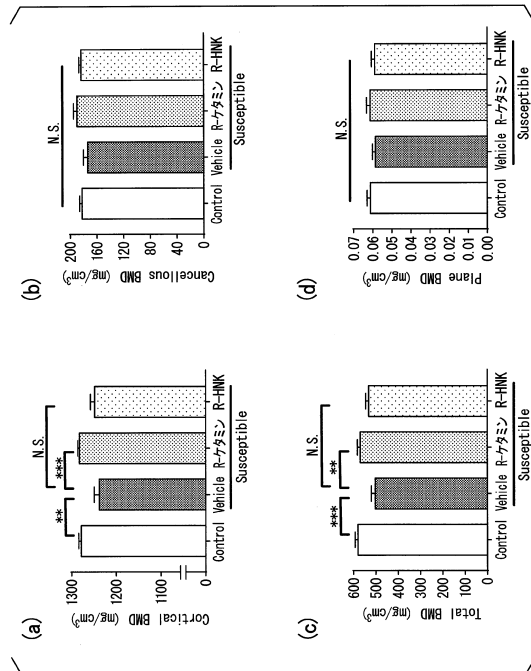 (a)
Cortical BMD (mg/cm³)
1300
1200
1100
0
** *** N.S.
Control Vehicle R-ケタミン R-HNK
Susceptible
(b)
Cancellous BMD (mg/cm³)
200
160
120
80
40
0
N.S.
Control Vehicle R-ケタミン R-HNK
Susceptible
(c)
Total BMD (mg/cm³)
600
500
400
300
200
100
0
*** ** N.S.
Control Vehicle R-ケタミン R-HNK
Susceptible
(d)
Plane BMD (mg/cm³)
0.07
0.06
0.05
0.04
0.03
0.02
0.01
0.00
N.S.
Control Vehicle R-ケタミン R-HNK
Susceptible